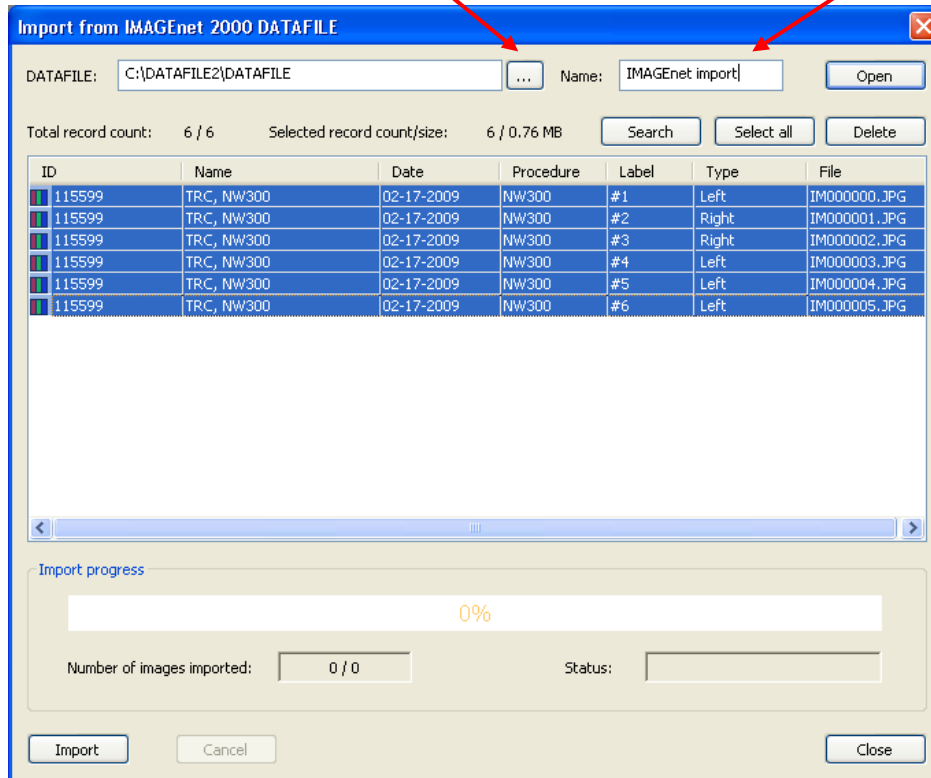 Import from IMAGEnet 2000 DATAFILE
DATAFILE: C:\DATAFILE2\DATAFILE ... Name: IMAGEnet import Open
Total record count: 6 / 6 Selected record count/size: 6 / 0.76 MB Search Select all Delete
ID Name Date Procedure Label Type File
115599 TRC, NW300 02-17-2009 NW300 #1 Left IM000000.JPG
115599 TRC, NW300 02-17-2009 NW300 #2 Right IM000001.JPG
115599 TRC, NW300 02-17-2009 NW300 #3 Right IM000002.JPG
115599 TRC, NW300 02-17-2009 NW300 #4 Left IM000003.JPG
115599 TRC, NW300 02-17-2009 NW300 #5 Left IM000004.JPG
115599 TRC, NW300 02-17-2009 NW300 #6 Left IM000005.JPG
Import progress
0%
Number of images imported: 0 / 0 Status:
Import Cancel Close